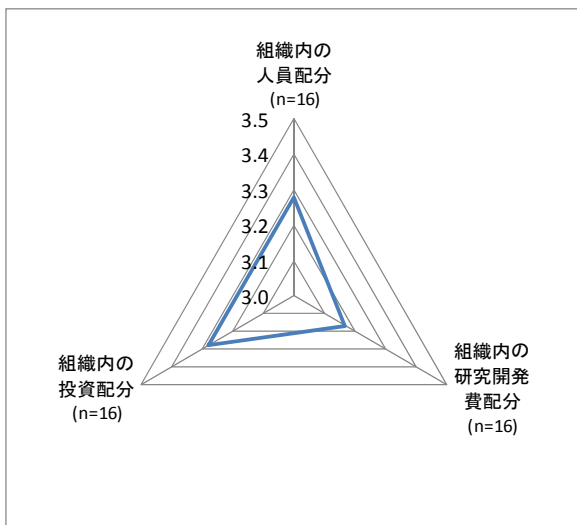 組織内の
人員配分
(n=16)
3.5
3.4
3.3
3.2
3.1
3.0
組織内の
投資配分
(n=16)
組織内の
研究開発
費配分
(n=16)